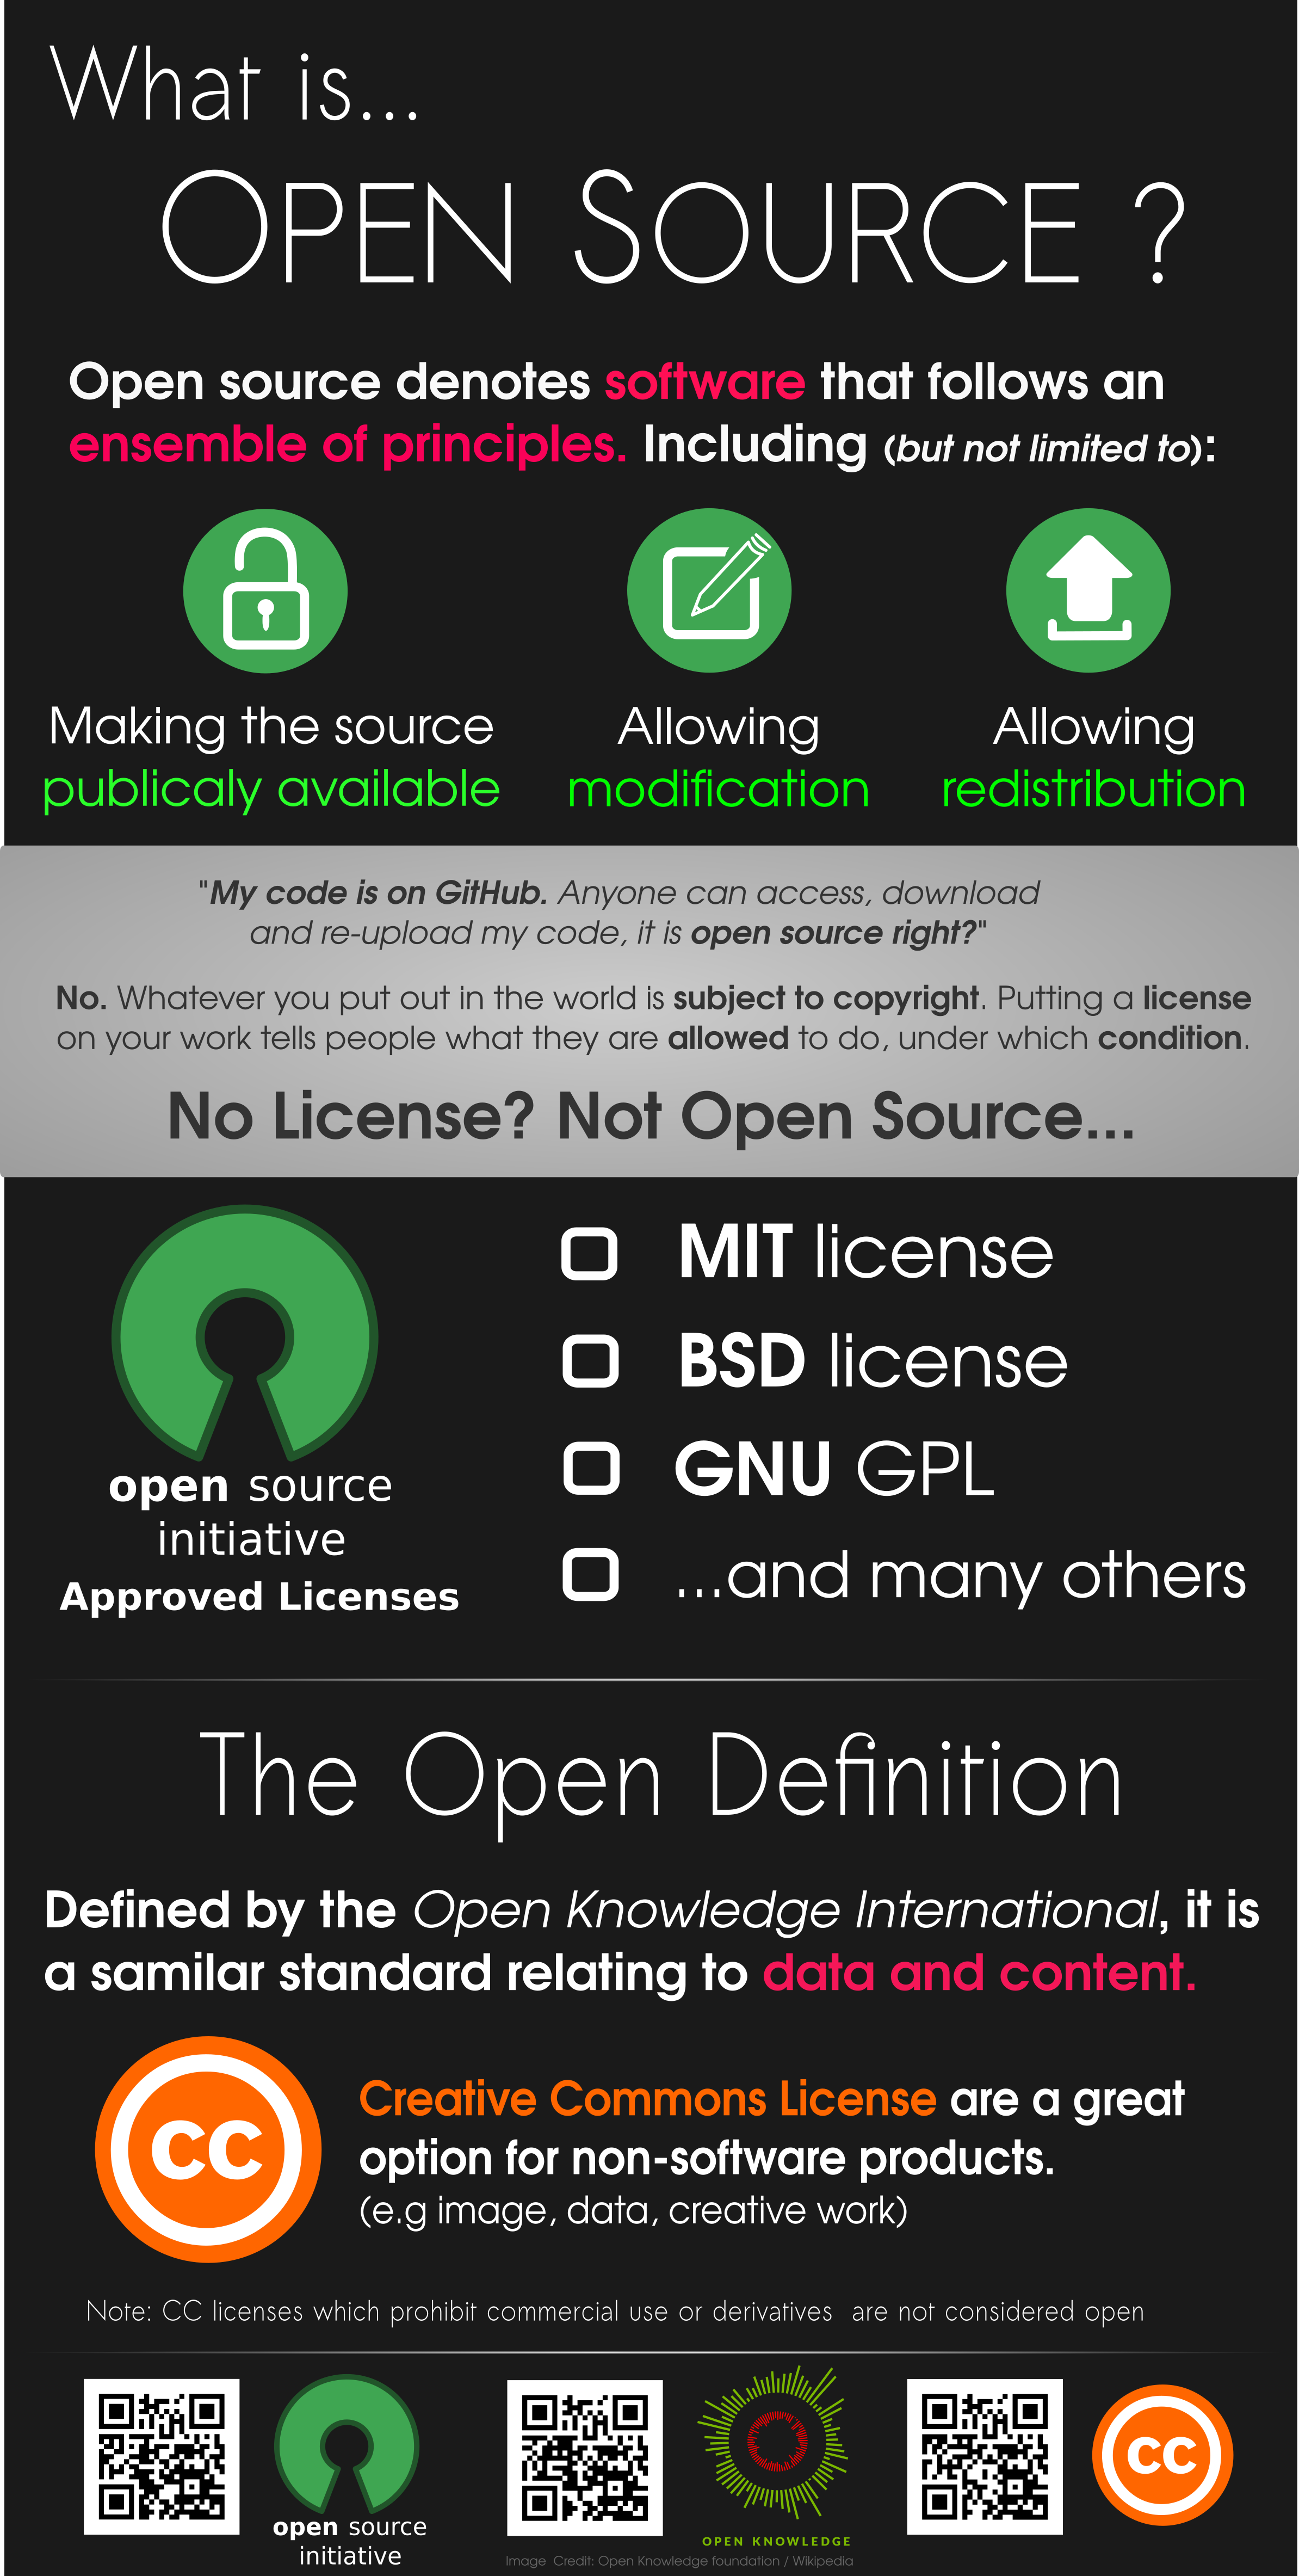 What is...
OPEN SOURCE ?
Open source denotes software that follows an
ensemble of principles. Including (but not limited to):
Making the source
publicaly available
Allowing
modification
Allowing
redistribution
"My code is on GitHub. Anyone can access, download
and re-upload my code, it is open source right?"
No. Whatever you put out in the world is subject to copyright. Putting a license
on your work tells people what they are allowed to do, under which condition.
No License? Not Open Source...
open source
initiative
Approved Licenses
MIT license
BSD license
GNU GPL
...and many others
The Open Definition
Defined by the Open Knowledge International, it is
a samilar standard relating to data and content.
cc
Creative Commons License are a great
option for non-software products.
(e.g image, data, creative work)
Note: CC licenses which prohibit commercial use or derivatives are not considered open
open source
initiative
OPEN KNOWLEDGE
cc
Image Credit: Open Knowledge foundation / Wikipedia